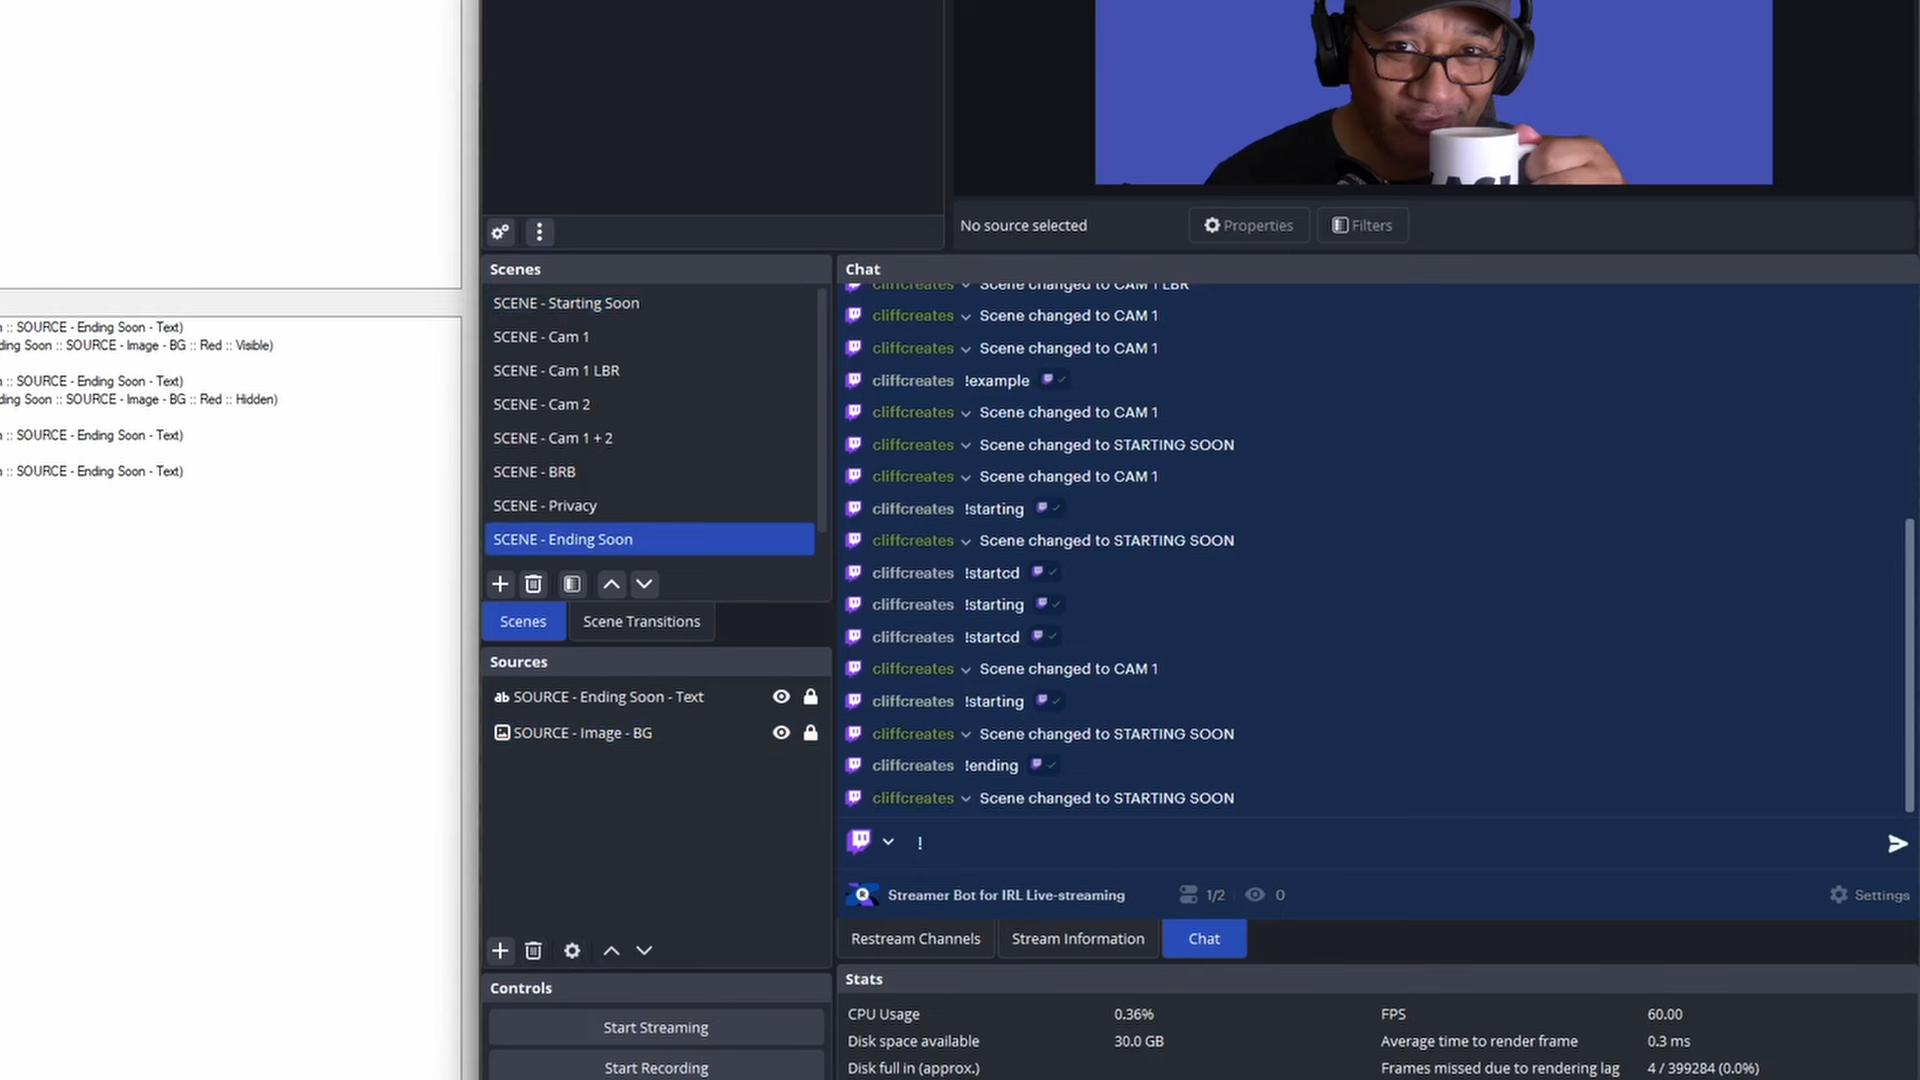 n :: SOURCE - Ending Soon - Text)
ding Soon :: SOURCE - Image - BG :: Red :: Visible)
n :: SOURCE - Ending Soon - Text)
ding Soon :: SOURCE - Image - BG :: Red :: Hidden)
n :: SOURCE - Ending Soon - Text)
n :: SOURCE - Ending Soon - Text)
No source selected
Properties
Filters
Scenes
SCENE - Starting Soon
SCENE - Cam 1
SCENE - Cam 1 LBR
SCENE - Cam 2
SCENE - Cam 1 + 2
SCENE - BRB
SCENE - Privacy
SCENE - Ending Soon
Scenes
Scene Transitions
Sources
ab SOURCE - Ending Soon - Text
SOURCE - Image - BG
Controls
Start Streaming
Start Recording
Chat
cliffcreates Scene changed to CAM 1 LBR
cliffcreates Scene changed to CAM 1
cliffcreates Scene changed to CAM 1
cliffcreates !example
cliffcreates Scene changed to CAM 1
cliffcreates Scene changed to STARTING SOON
cliffcreates Scene changed to CAM 1
cliffcreates !starting
cliffcreates Scene changed to STARTING SOON
cliffcreates !startcd
cliffcreates !starting
cliffcreates !startcd
cliffcreates Scene changed to CAM 1
cliffcreates !starting
cliffcreates Scene changed to STARTING SOON
cliffcreates !ending
cliffcreates Scene changed to STARTING SOON
!
Streamer Bot for IRL Live-streaming 1/2 0
Settings
Restream Channels
Stream Information
Chat
Stats
CPU Usage 0.36% FPS 60.00
Disk space available 30.0 GB Average time to render frame 0.3 ms
Disk full in (approx.) Frames missed due to rendering lag 4 / 399284 (0.0%)